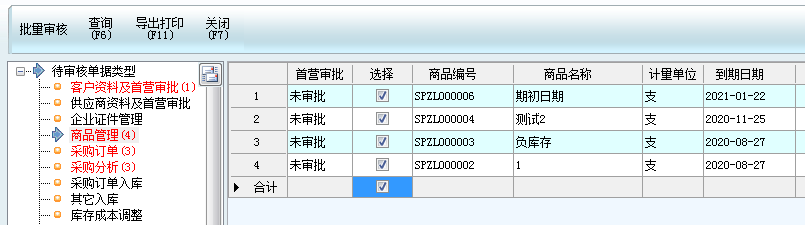 批量审核 查询 导出打印 关闭
(F6) (F11) (F7)
待审核单据类型
客户资料及首营审批(1)
供应商资料及首营审批
企业证件管理
商品管理(4)
采购订单(3)
采购分析(3)
采购订单入库
其它入库
库存成本调整
首营审批 选择 商品编号 商品名称 计量单位 到期日期
1 未审批 SPZL000006 期初日期 支 2021-01-22
2 未审批 SPZL000004 测试2 支 2020-11-25
3 未审批 SPZL000003 负库存 支 2020-08-27
4 未审批 SPZL000002 1 支 2020-08-27
合计